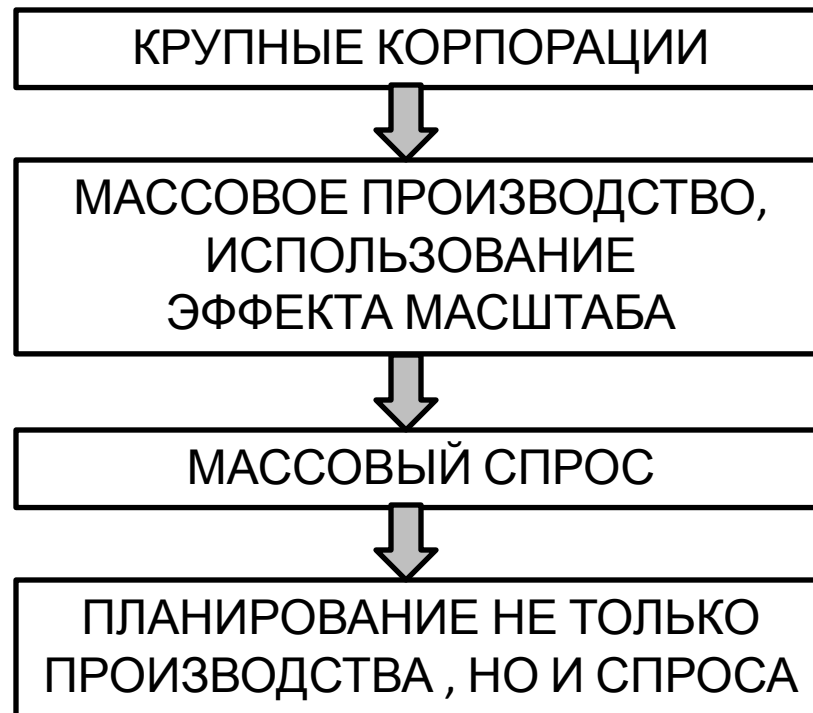 КРУПНЫЕ КОРПОРАЦИИ
МАССОВОЕ ПРОИЗВОДСТВО,
ИСПОЛЬЗОВАНИЕ
ЭФФЕКТА МАСШТАБА
МАССОВЫЙ СПРОС
ПЛАНИРОВАНИЕ НЕ ТОЛЬКО
ПРОИЗВОДСТВА , НО И СПРОСА